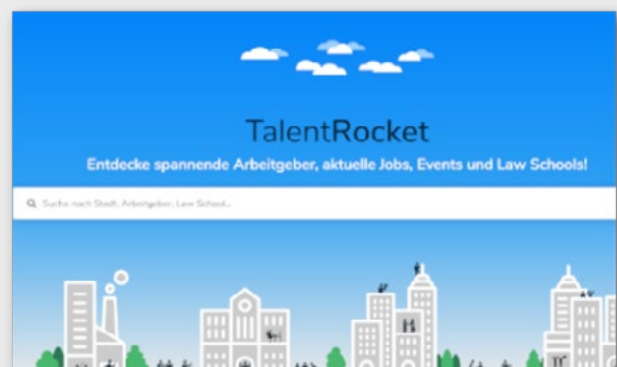 TalentRocket
Entdecke spannende Arbeitgeber, aktuelle Jobs, Events und Law Schools!
Suche nach Stadt, Arbeitgeber, Law School...